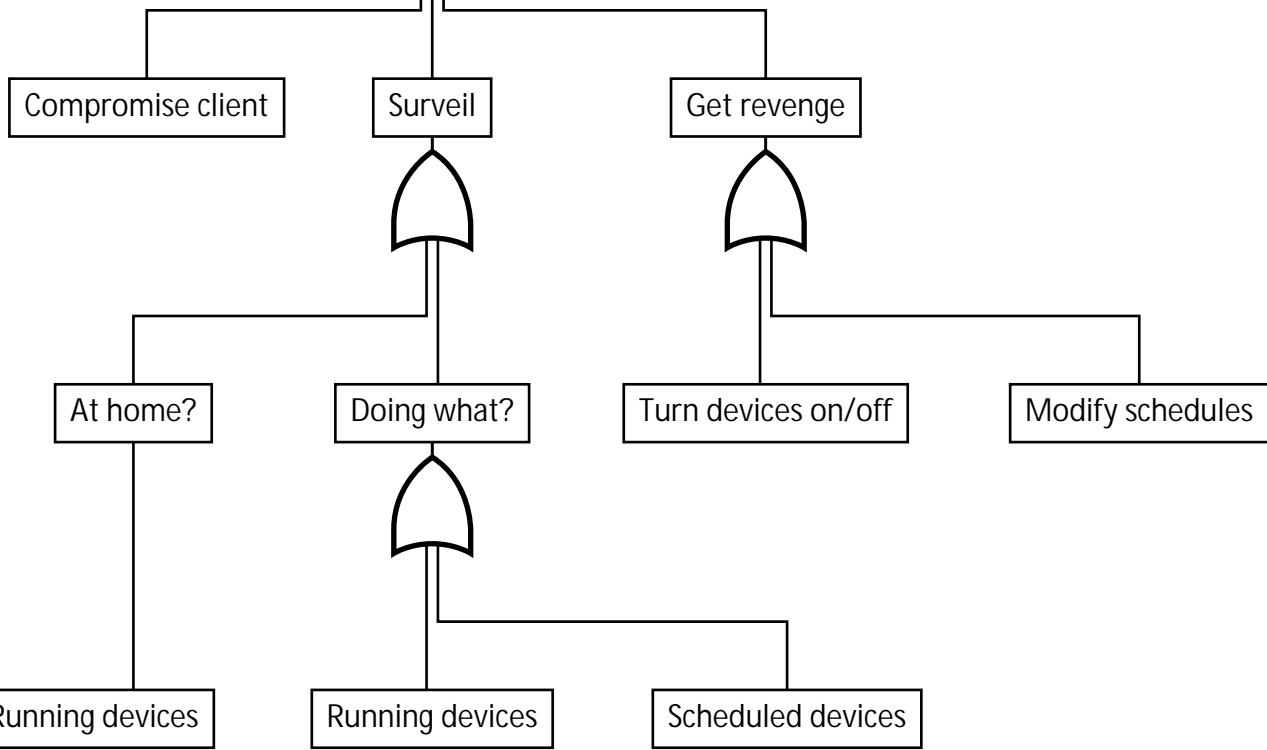 Compromise client
Surveil
Get revenge
At home?
Doing what?
Turn devices on/off
Modify schedules
Running devices
Running devices
Scheduled devices